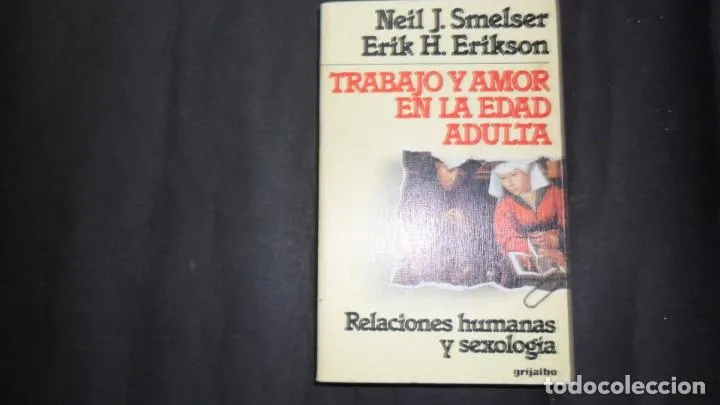 Neil J. Smelser
Erik H. Erikson
TRABAJO Y AMOR
EN LA EDAD
ADULTA
Relaciones humanas
y sexología
grijalbo
todocoleccion